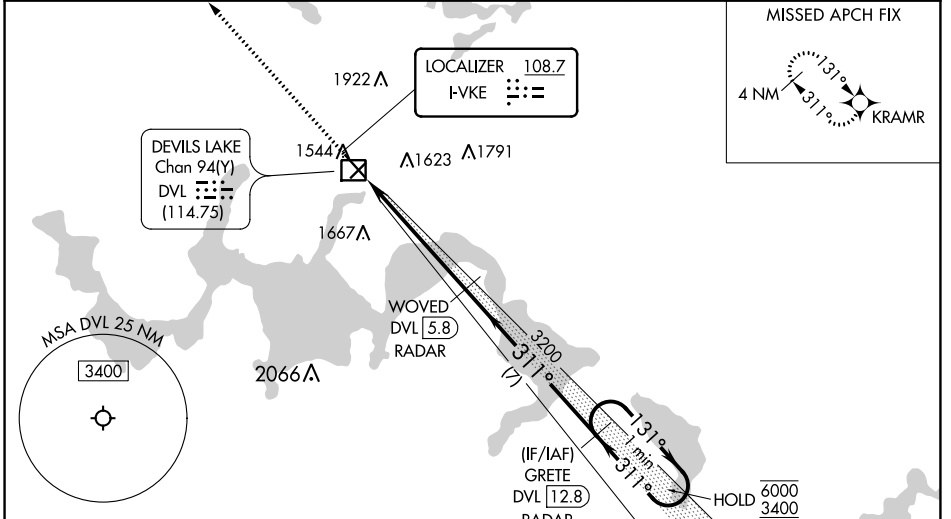 MISSED APCH FIX
4 NM
131°
311°
KRAMR
LOCALIZER 108.7
I-VKE
1922
DEVILS LAKE
Chan 94(Y)
DVL
(114.75)
1544
1623
1791
1667
WOVED
DVL 5.8
RADAR
3200
311°
(7)
MSA DVL 25 NM
3400
2066
131°
1 min
311°
(IF/IAF)
GRETE
DVL 12.8
RADAR
HOLD 6000
3400